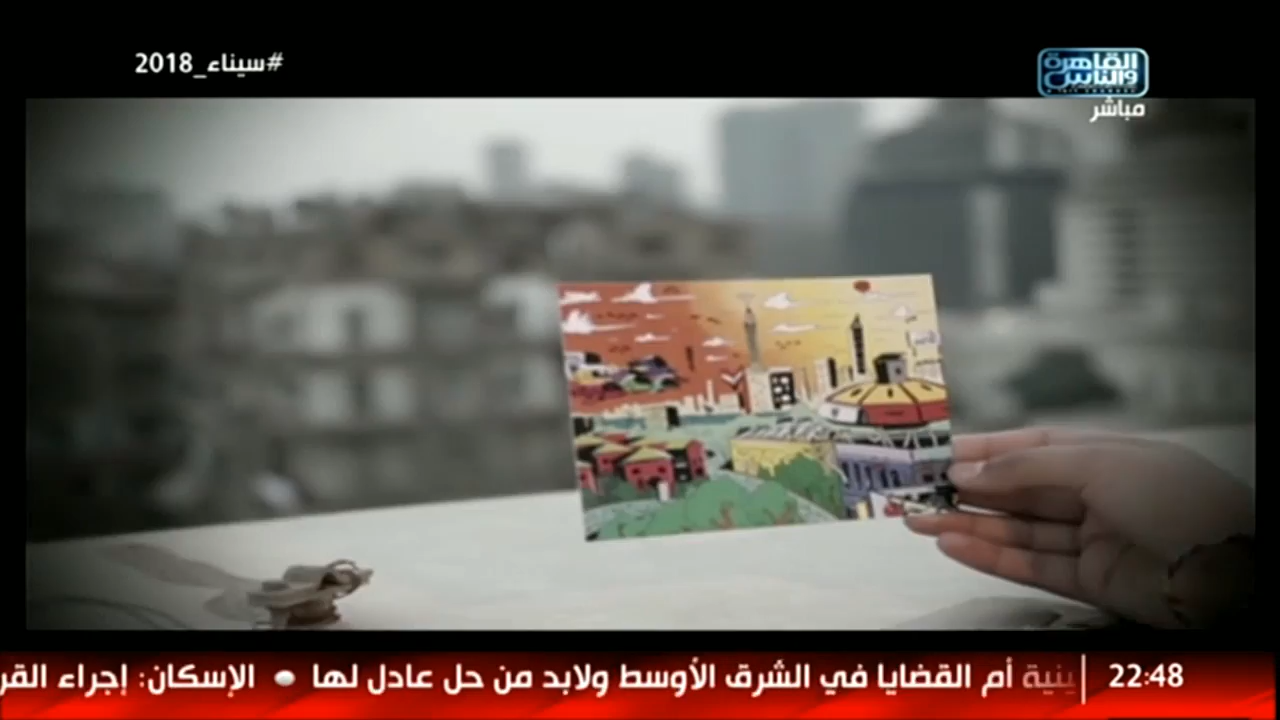 #سيناء_2018
القاهرة
والناس
مباشر
أم القضايا في الشرق الأوسط ولابد من حل عادل لها ● الإسكان: إجراء
22:48